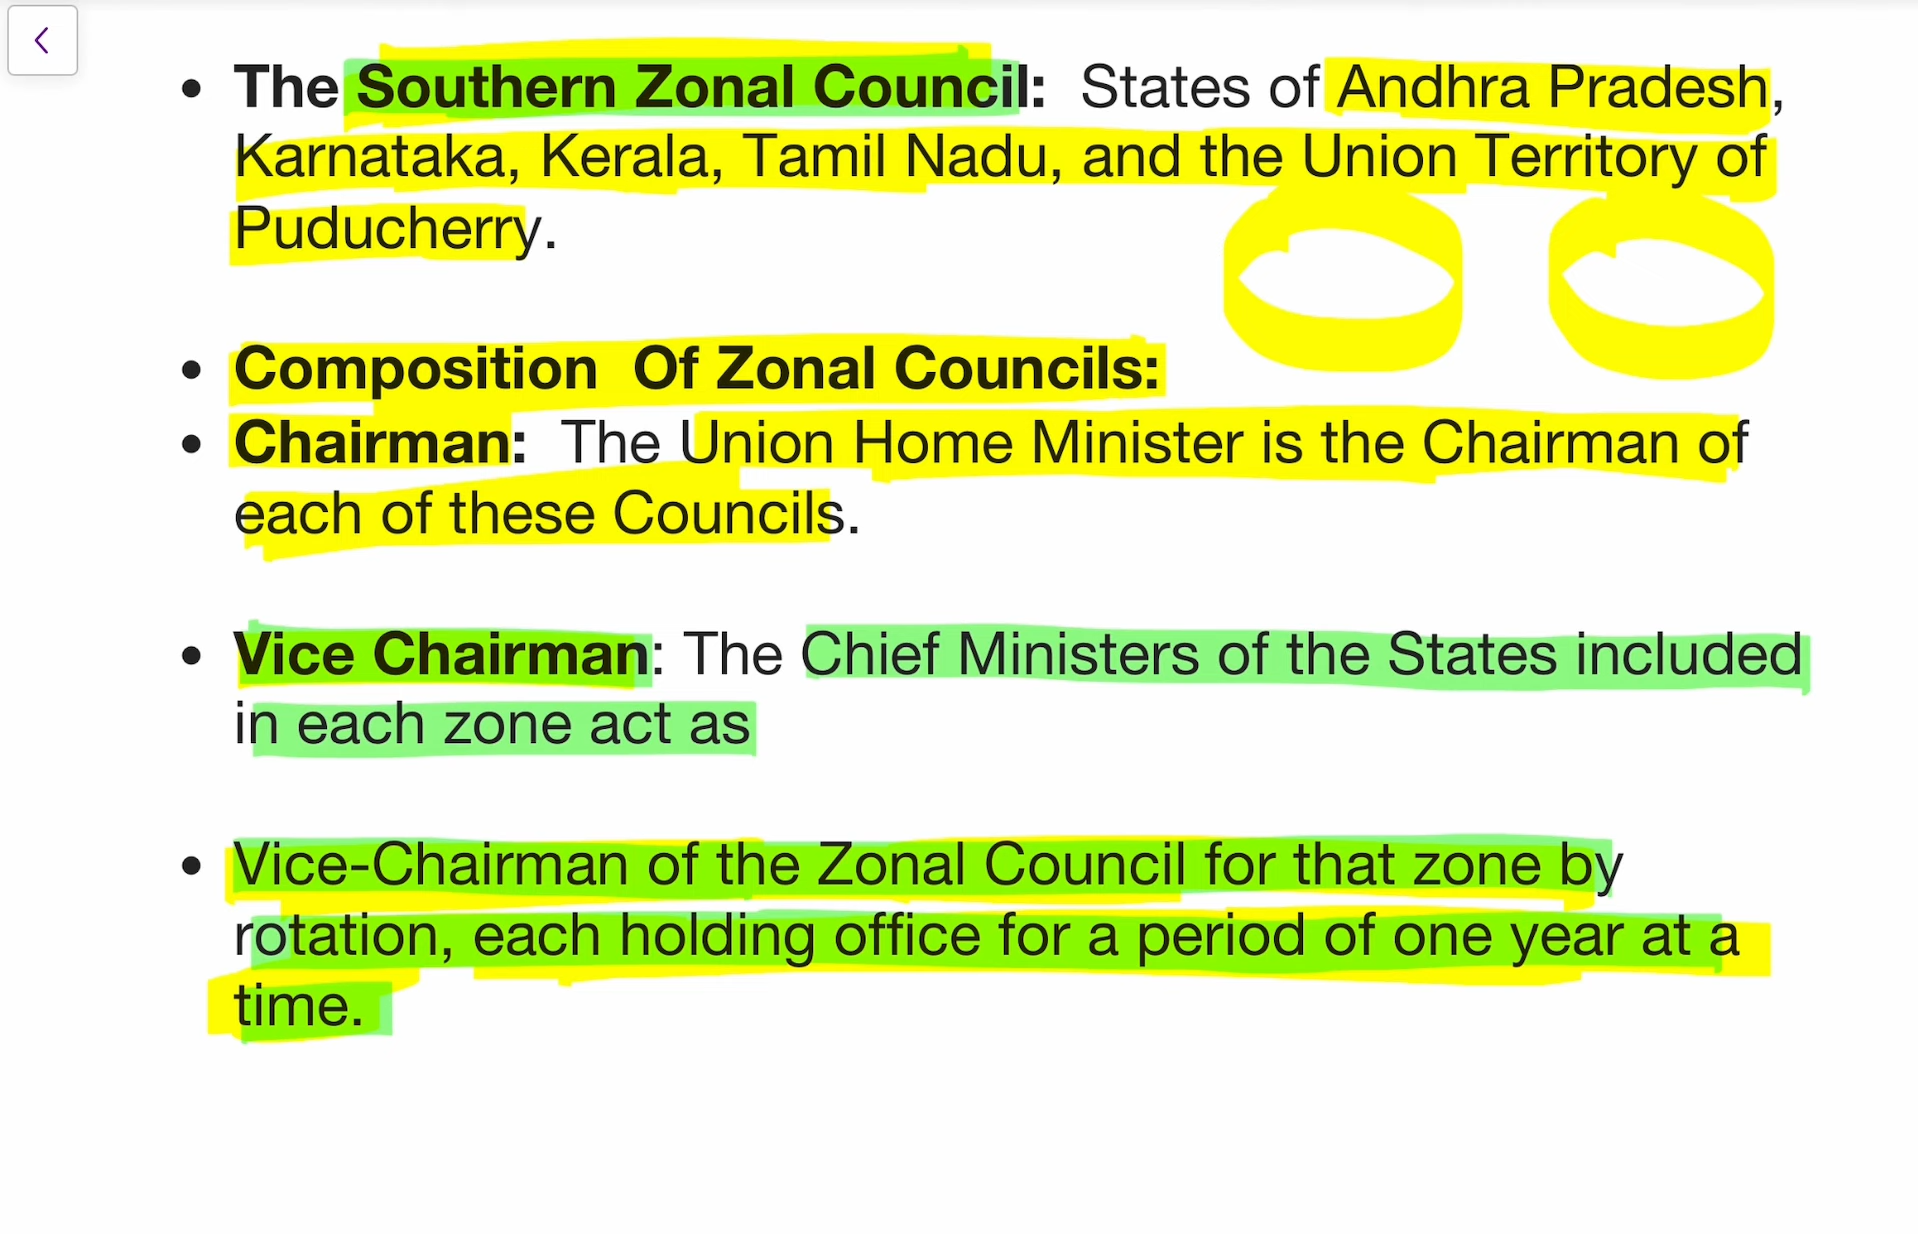 • The Southern Zonal Council:  States of Andhra Pradesh,
Karnataka, Kerala, Tamil Nadu, and the Union Territory of
Puducherry.
• Composition  Of Zonal Councils:
• Chairman:  The Union Home Minister is the Chairman of
each of these Councils.
• Vice Chairman: The Chief Ministers of the States included
in each zone act as
• Vice-Chairman of the Zonal Council for that zone by
rotation, each holding office for a period of one year at a
time.